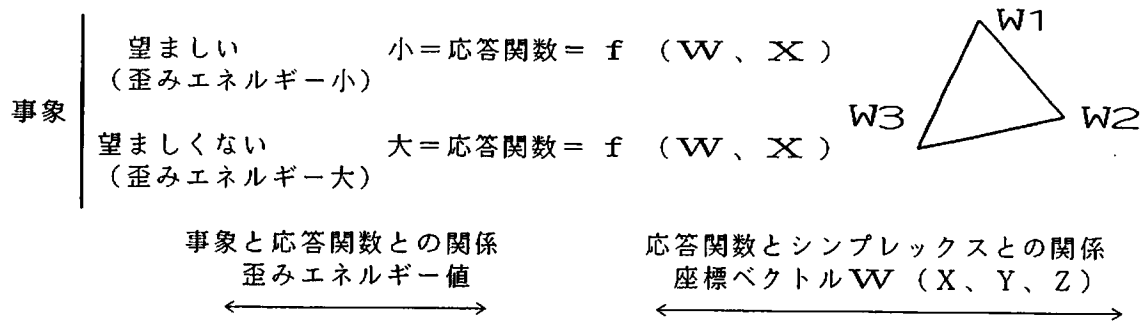 W1
望ましい 小＝応答関数＝ f （W、X）
（歪みエネルギー小）
事象
W3 W2
望ましくない 大＝応答関数＝ f （W、X）
（歪みエネルギー大）
事象と応答関数との関係
歪みエネルギー値
応答関数とシンプレックスとの関係
座標ベクトルW（X、Y、Z）